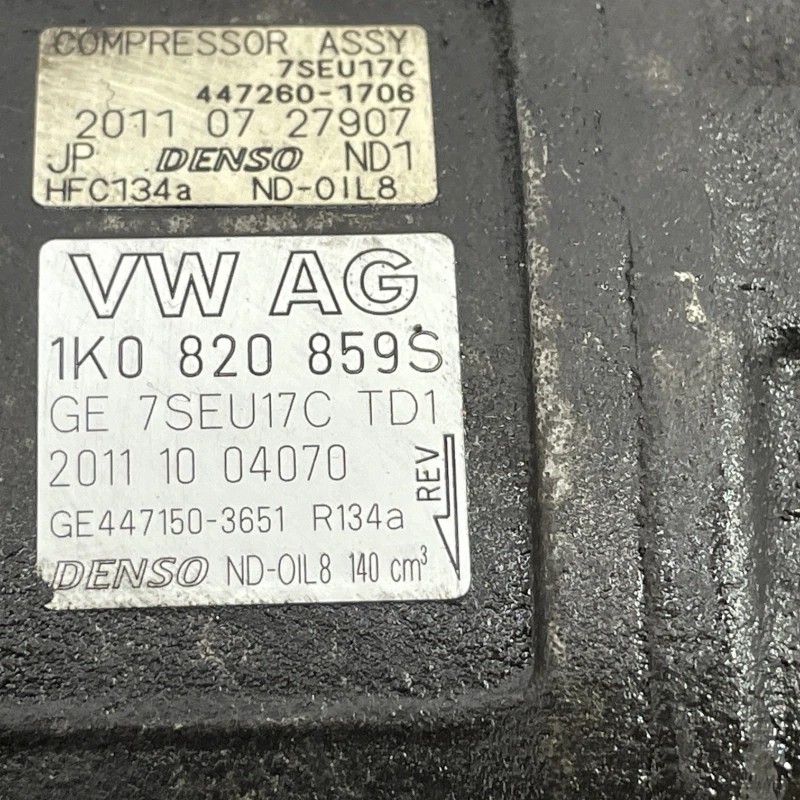 COMPRESSOR ASSY
7SEU17C
447260-1706
2011 07 27907
JP DENSO ND1
HFC134a ND-OIL8
VW AG
1K0 820 859S
GE 7SEU17C TD1
2011 10 04070
REV
GE447150-3651 R134a
DENSO ND-OIL8 140 cm³